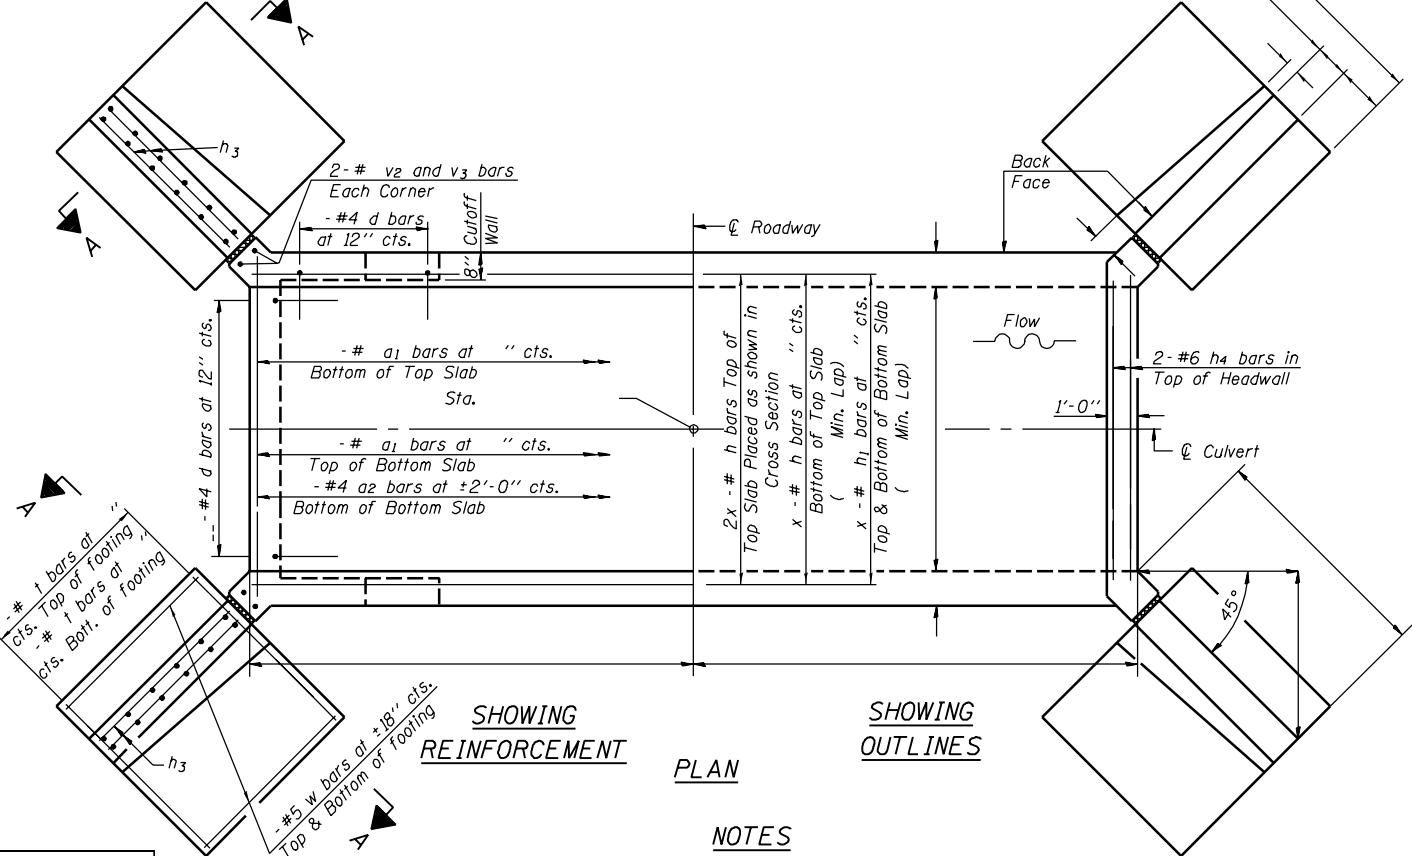 A
h3
2-# v2 and v3 bars
Each Corner
-#4 d bars
at 12" cts.
8" Cutoff
Wall
℄ Roadway
Back
Face
A
Flow
-# a1 bars at " cts.
Bottom of Top Slab
Sta.
-# a1 bars at " cts.
Top of Bottom Slab
-#4 a2 bars at ±2'-0" cts.
Bottom of Bottom Slab
-#4 d bars at 12" cts.
2x -# h bars Top of
Top Slab Placed as shown in
Cross Section
x -# h bars at " cts.
Bottom of Top Slab
( Min. Lap)
x -# h1 bars at " cts.
Top & Bottom of Bottom Slab
( Min. Lap)
2-#6 h4 bars in
Top of Headwall
1'-0"
℄ Culvert
A
-# t bars at "
cts. Top of footing
-# t bars at "
cts. Bott. of footing
45°
h3
-#5 w bars at ±18" cts.
Top & Bottom of footing
A
SHOWING
REINFORCEMENT
SHOWING
OUTLINES
PLAN
NOTES